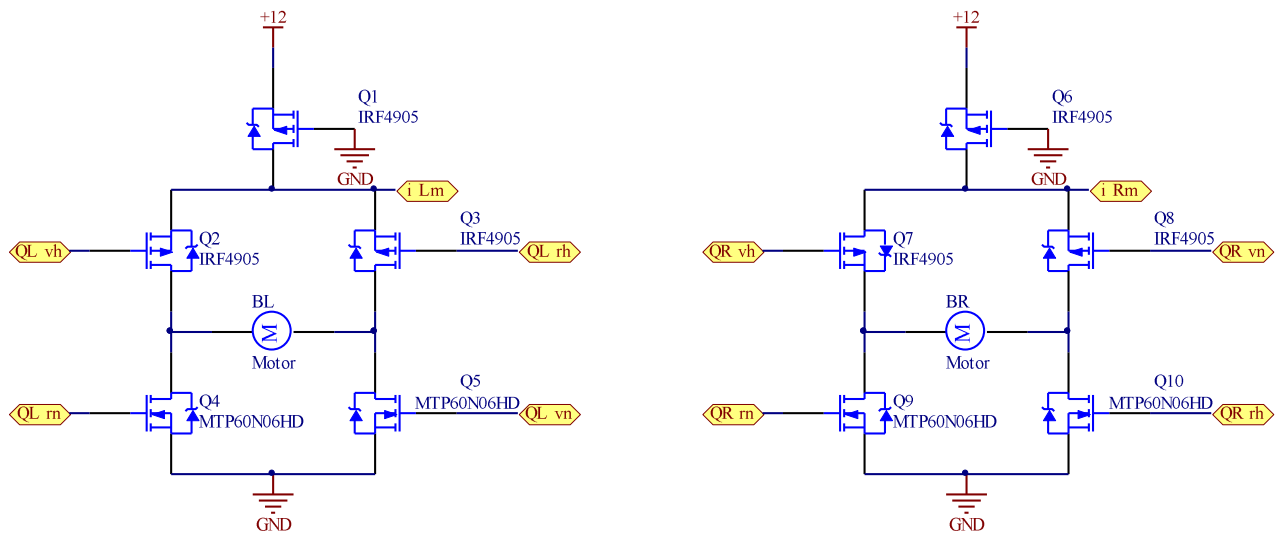 +12
Q1
IRF4905
GND
i Lm
QL vh
Q2
IRF4905
Q3
IRF4905
QL rh
BL
M
Motor
QL rn
Q4
MTP60N06HD
Q5
MTP60N06HD
QL vn
GND
+12
Q6
IRF4905
GND
i Rm
QR vh
Q7
IRF4905
Q8
IRF4905
QR vn
BR
M
Motor
QR rn
Q9
MTP60N06HD
Q10
MTP60N06HD
QR rh
GND